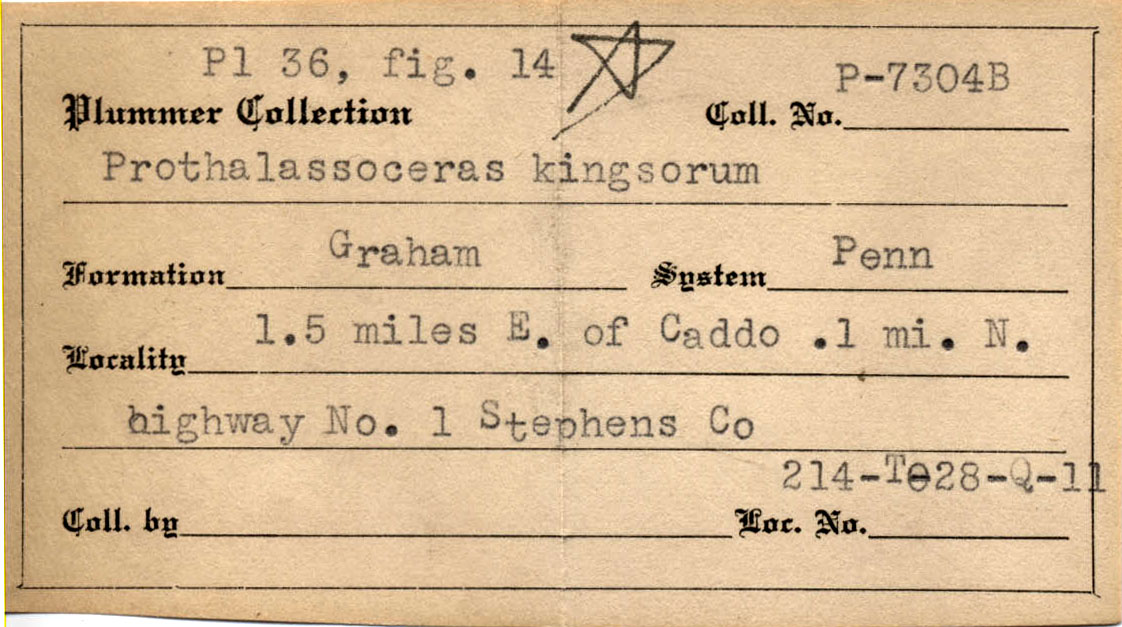 Pl 36, fig. 14
P-7304B
Plummer Collection Coll. No.
Prothalassoceras kingsorum
Graham Penn
Formation System
1.5 miles E. of Caddo .1 mi. N.
Locality
highway No. 1 Stephens Co
214-T-28-Q-11
Coll. by Loc. No.